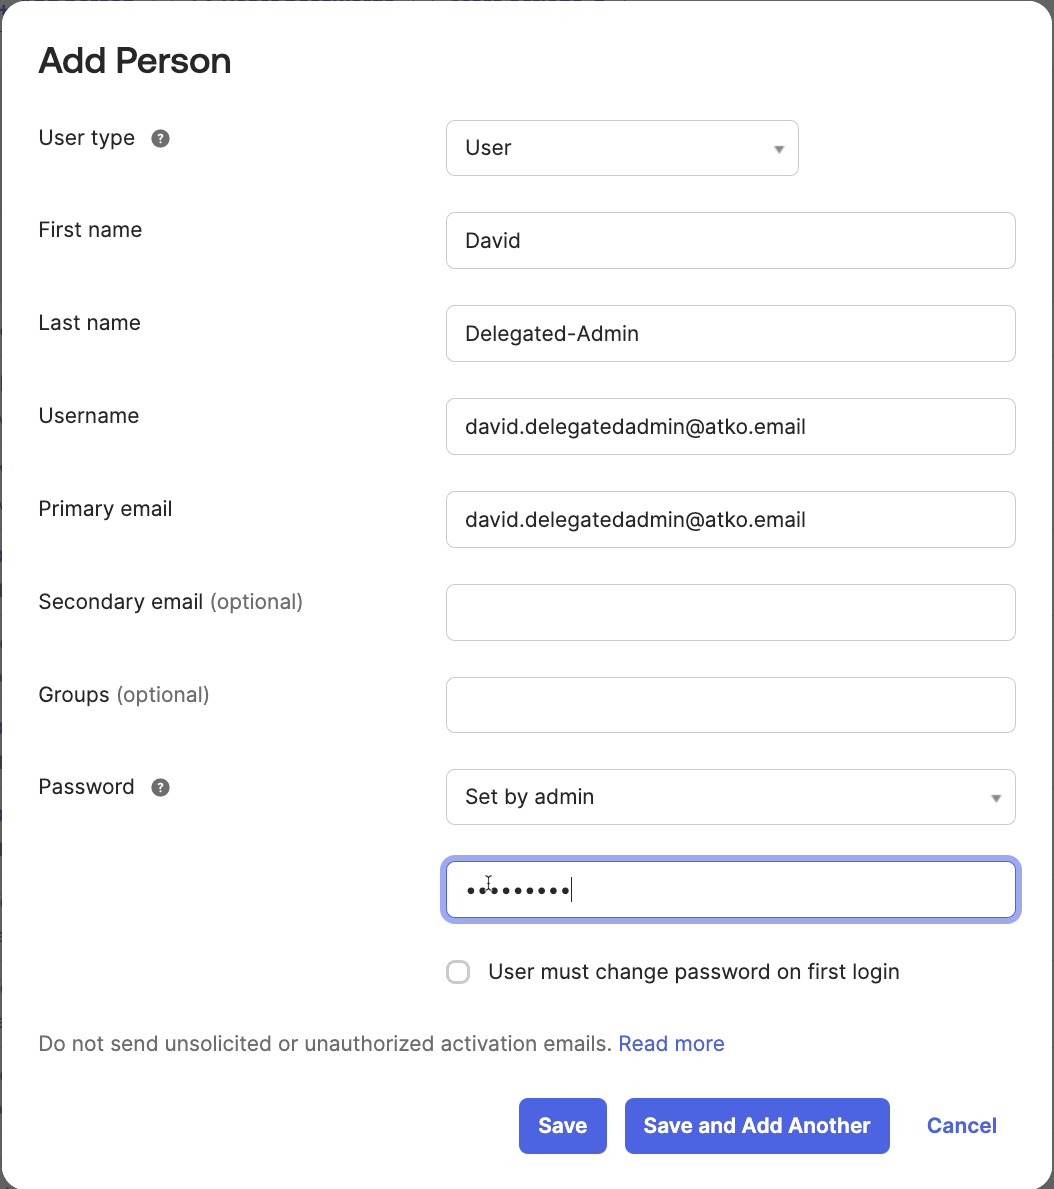 Add Person
User type ?
User
First name
David
Last name
Delegated-Admin
Username
david.delegatedadmin@atko.email
Primary email
david.delegatedadmin@atko.email
Secondary email (optional)
Groups (optional)
Password ?
Set by admin
•••••••••
User must change password on first login
Do not send unsolicited or unauthorized activation emails. Read more
Save
Save and Add Another
Cancel